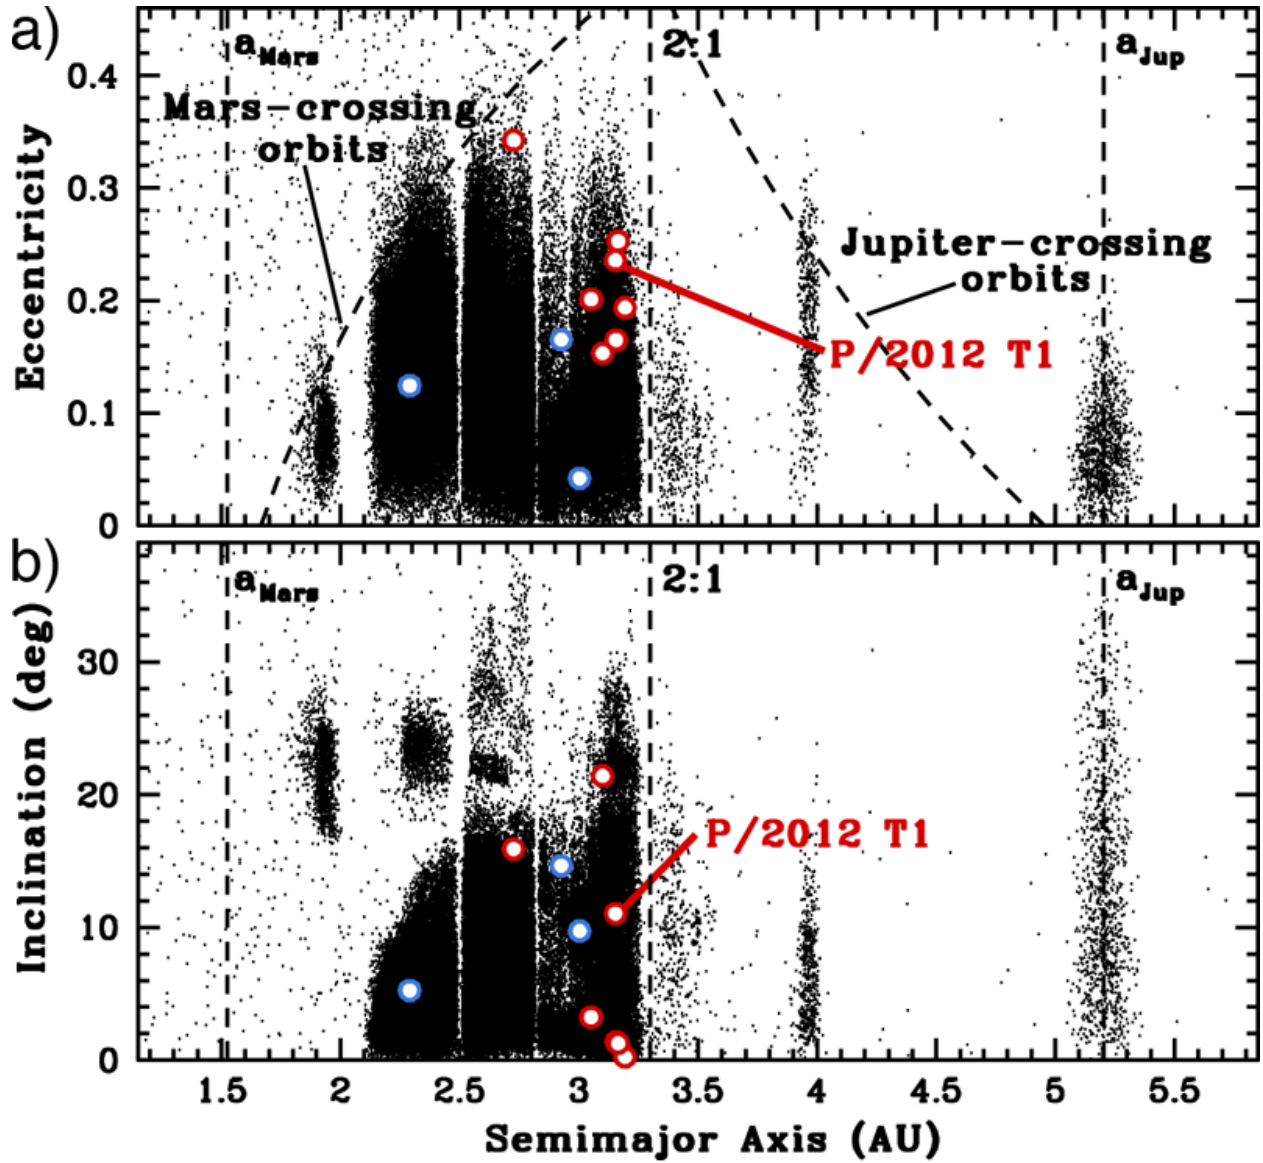 a)
a_Mars
2:1
a_Jup
Mars-crossing
orbits
Jupiter-crossing
orbits
P/2012 T1
Eccentricity
0.4
0.3
0.2
0.1
0
b)
a_Mars
2:1
a_Jup
P/2012 T1
Inclination (deg)
30
20
10
0
1.5 2 2.5 3 3.5 4 4.5 5 5.5
Semimajor Axis (AU)